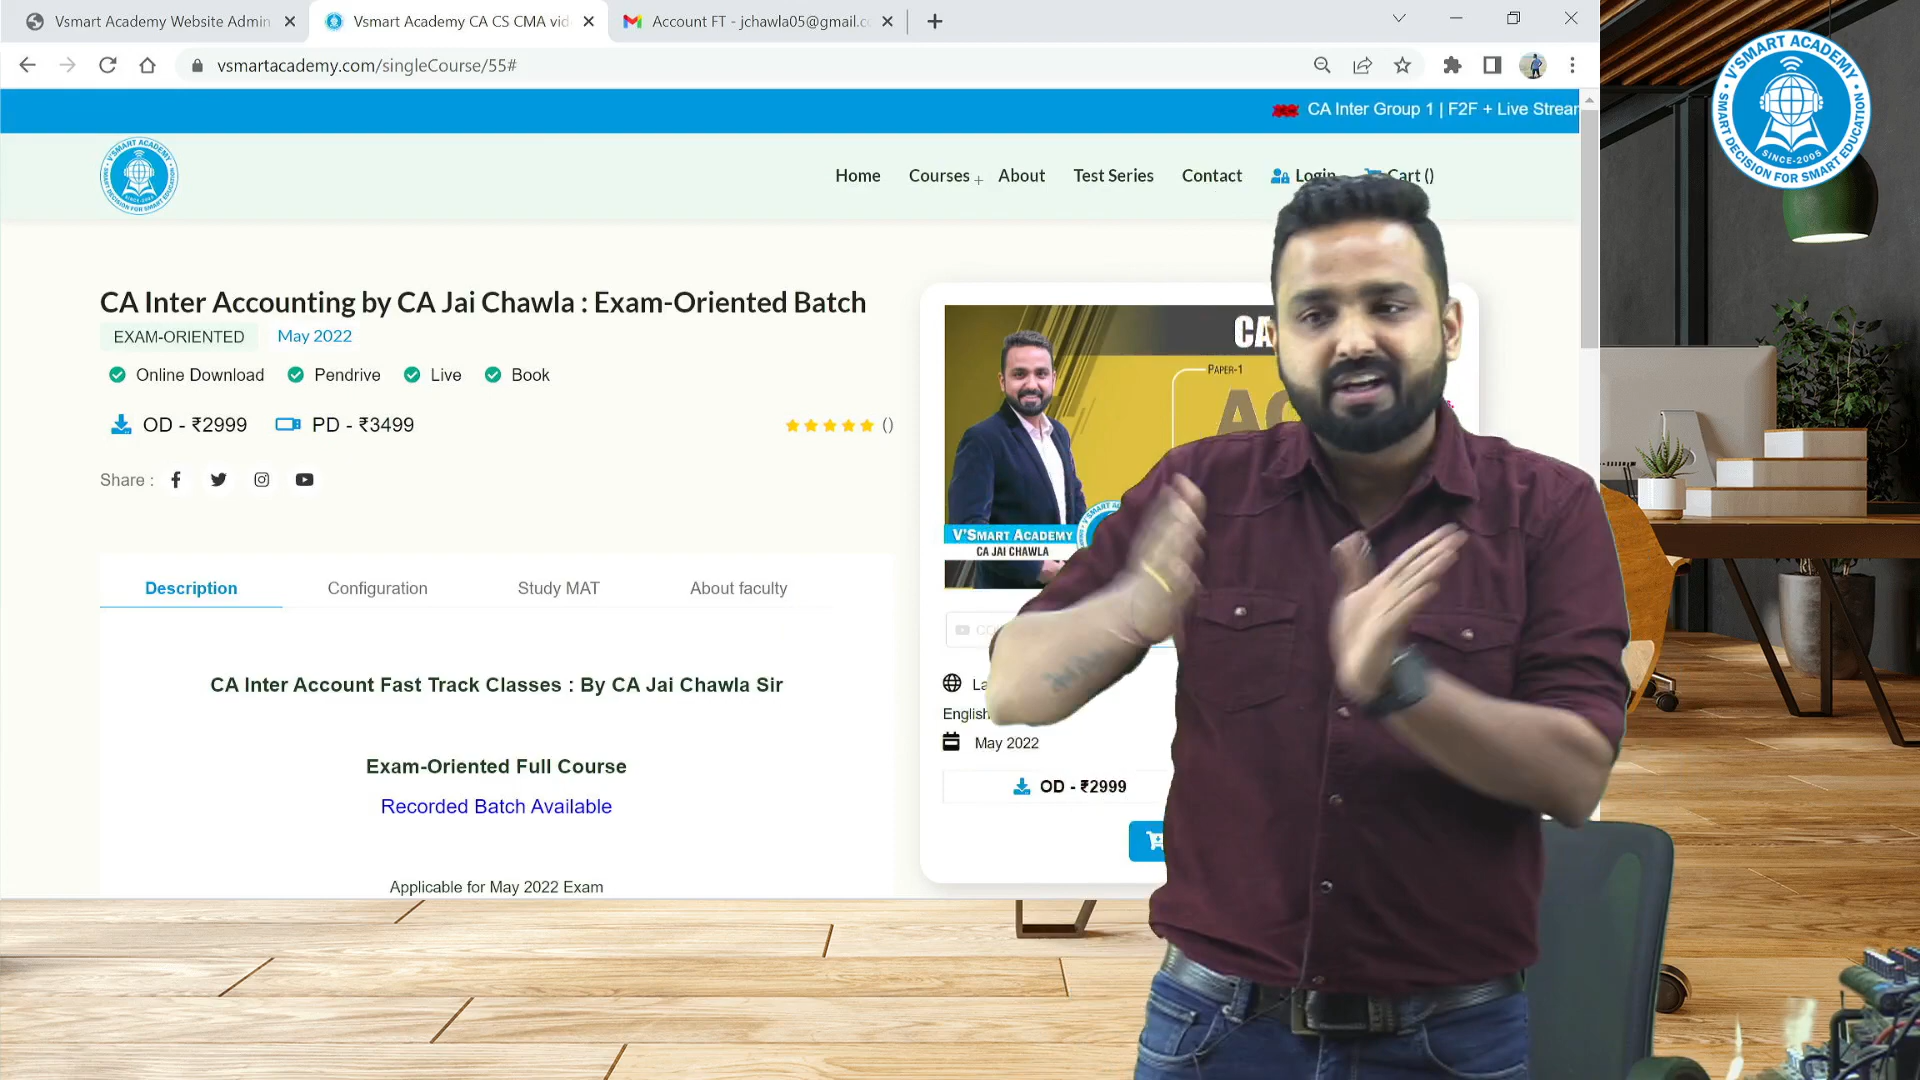 Vsmart Academy Website Admin
Vsmart Academy CA CS CMA vid
Account FT - jchawla05@gmail.c
vsmartacademy.com/singleCourse/55#
CA Inter Group 1 | F2F + Live Strear
V'SMART ACADEMY
SINCE-2005
SMART DECISION FOR SMART EDUCATION
Home
Courses +
About
Test Series
Contact
Login
Cart ()
CA Inter Accounting by CA Jai Chawla : Exam-Oriented Batch
EXAM-ORIENTED
May 2022
Online Download
Pendrive
Live
Book
OD - ₹2999
PD - ₹3499
()
Share :
CA
PAPER-1
V'SMART ACADEMY
CA JAI CHAWLA
Description
Configuration
Study MAT
About faculty
CA Inter Account Fast Track Classes : By CA Jai Chawla Sir
Exam-Oriented Full Course
Recorded Batch Available
Applicable for May 2022 Exam
English
May 2022
OD - ₹2999